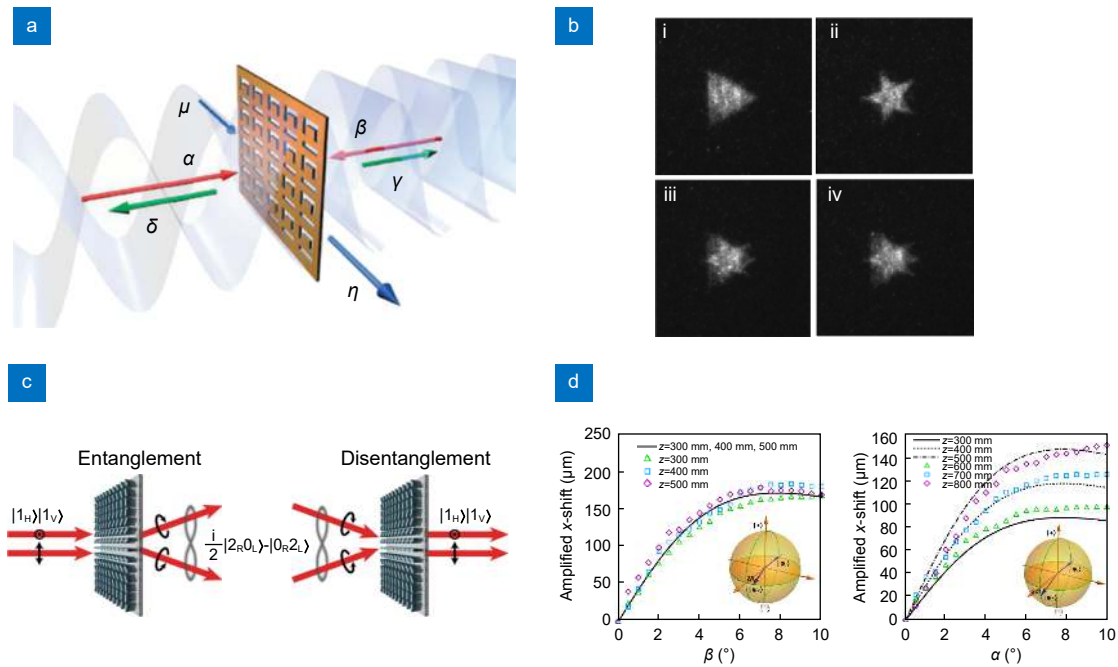 a
μ
α
δ
β
γ
η
b
i
ii
iii
iv
c
Entanglement
Disentanglement
|1H⟩|1V⟩
i/2|2R0L⟩-|0R2L⟩
|1H⟩|1V⟩
d
Amplified x-shift (μm)
250
200
150
100
50
0
z=300 mm, 400 mm, 500 mm
z=300 mm
z=400 mm
z=500 mm
0 2 4 6 8 10
β (°)
Amplified x-shift (μm)
160
140
120
100
80
60
40
20
0
z=300 mm
z=400 mm
z=500 mm
z=600 mm
z=700 mm
z=800 mm
0 2 4 6 8 10
α (°)